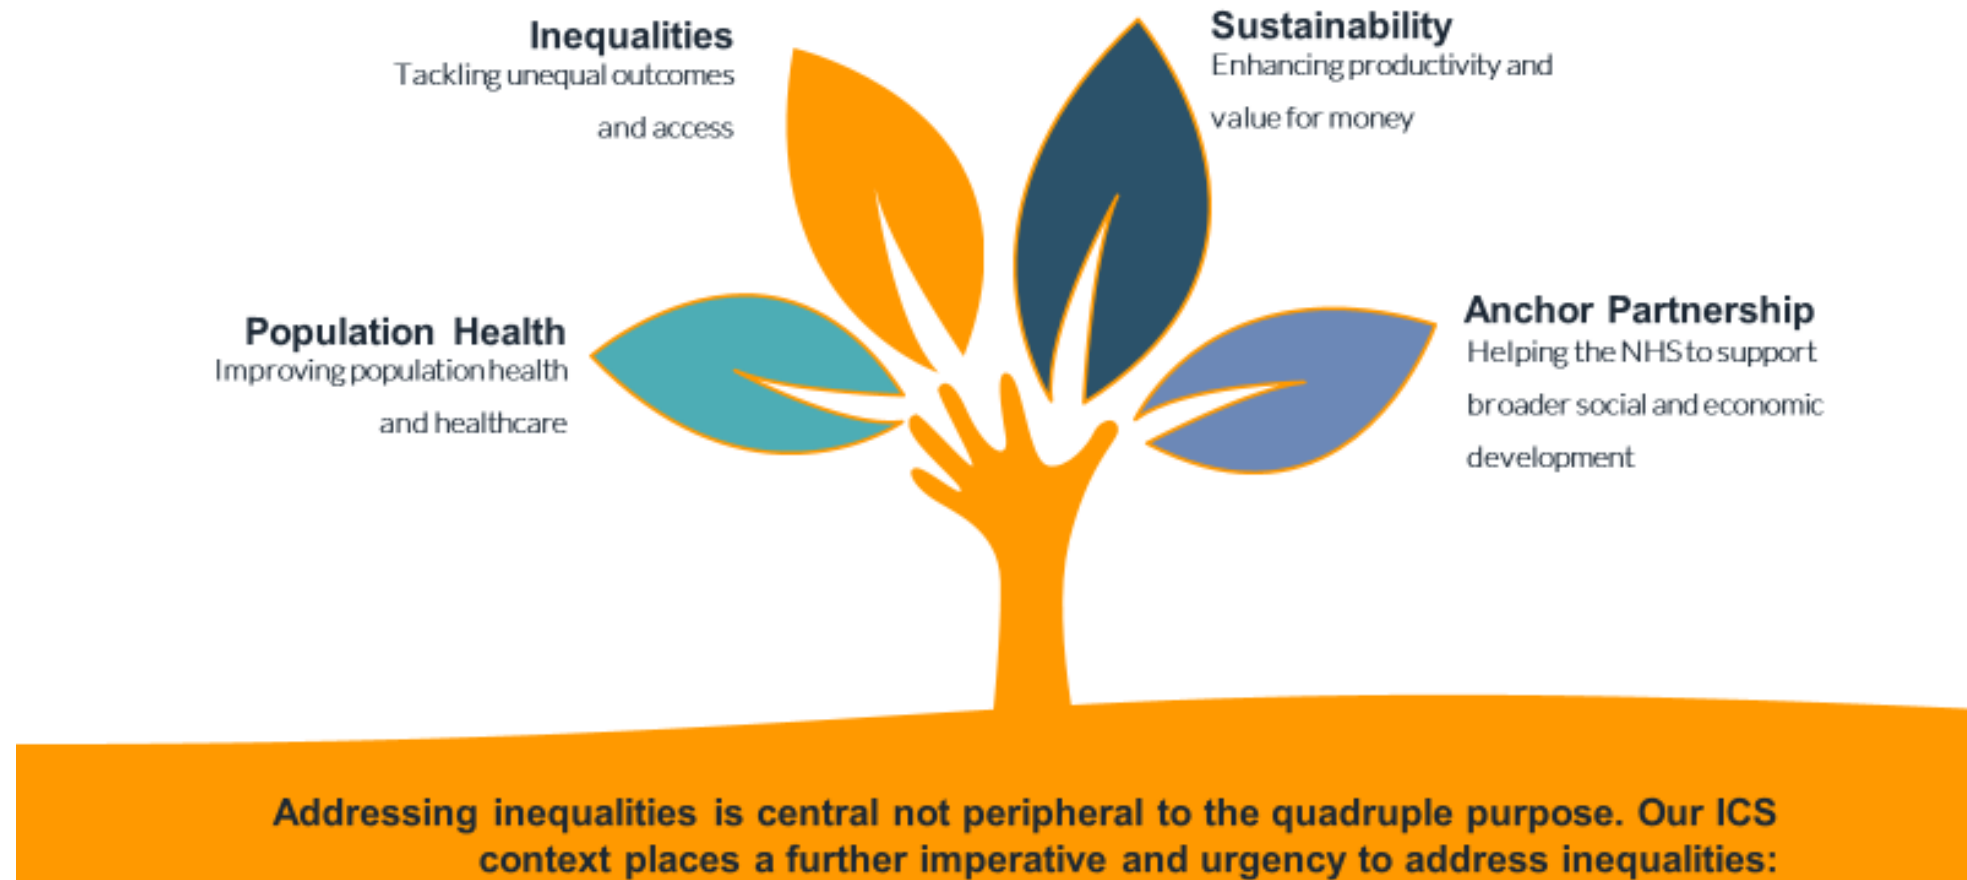 Inequalities
Tackling unequal outcomes
and access
Sustainability
Enhancing productivity and
value for money
Population Health
Improving population health
and healthcare
Anchor Partnership
Helping the NHS to support
broader social and economic
development
Addressing inequalities is central not peripheral to the quadruple purpose. Our ICS
context places a further imperative and urgency to address inequalities: